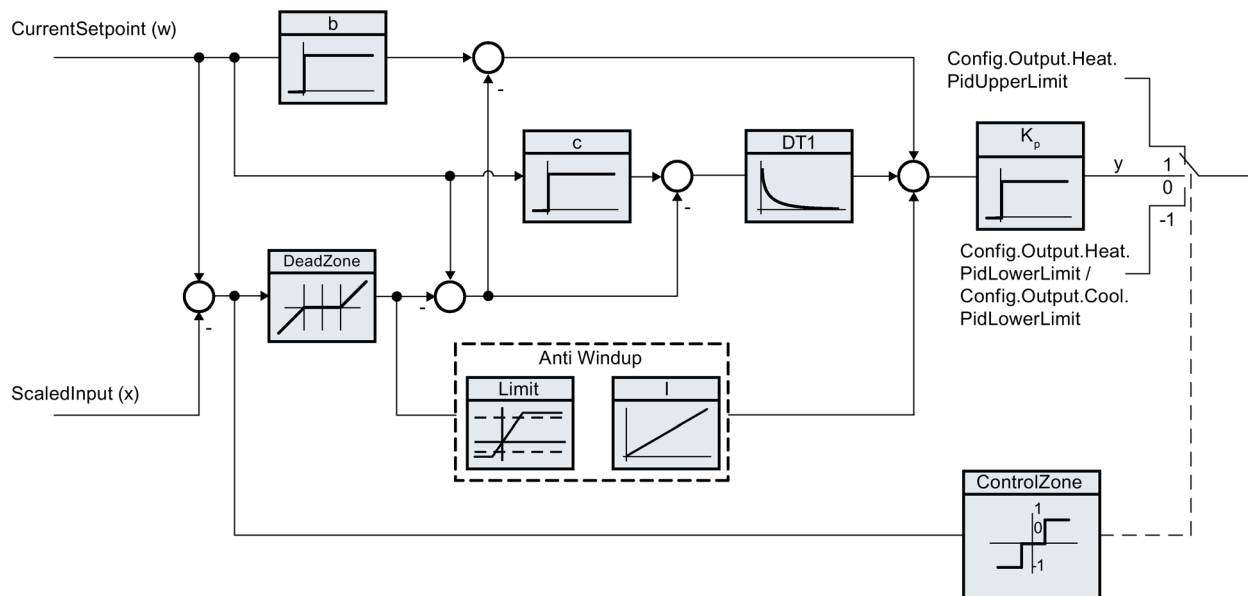 CurrentSetpoint (w)
b
-
Config.Output.Heat.
PidUpperLimit
c
DT1
Kp
-
y
1
0
-1
DeadZone
-
-
Config.Output.Heat.
PidLowerLimit /
Config.Output.Cool.
PidLowerLimit
ScaledInput (x)
Anti Windup
Limit
I
ControlZone
1
0
-1